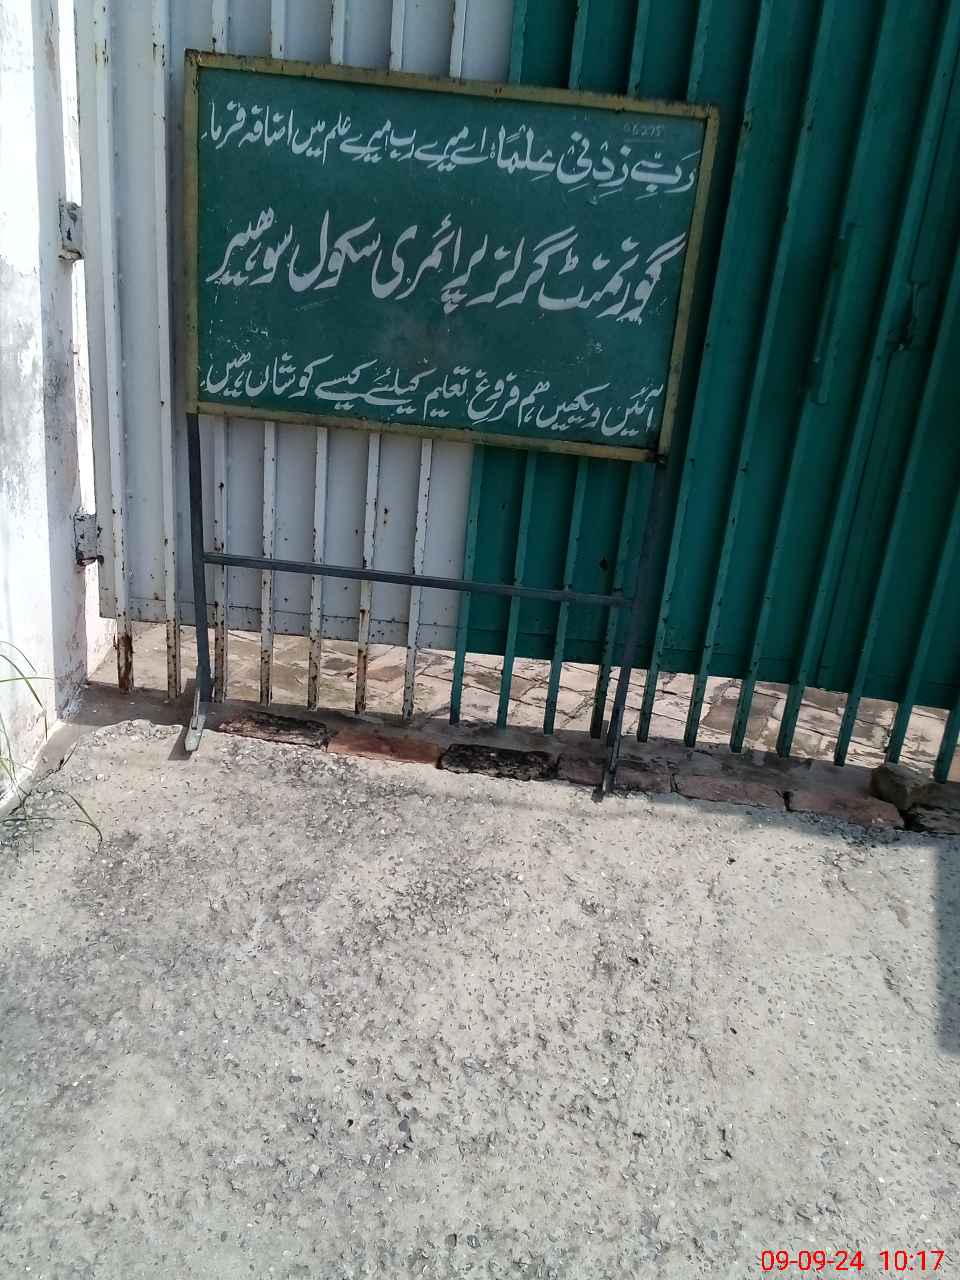 رَبِّ زِدْنِیْ عِلْمًا اے میرے رب میرے علم میں اضافہ فرما۔
گورنمنٹ گرلز پرائمری سکول سوہییر
آئیں دیکھیں ہم فروغِ تعلیم کیلئے کیسے کوشاں ہیں۔
09-09-24 10:17